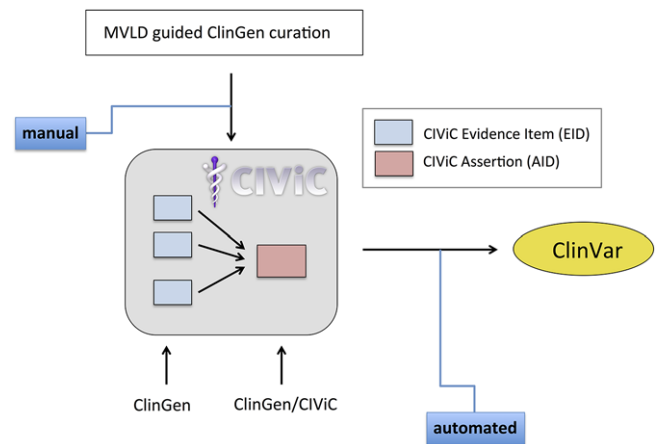 MVLD guided ClinGen curation
manual
CIViC Evidence Item (EID)
CIViC Assertion (AID)
CIViC
ClinVar
ClinGen
ClinGen/CIViC
automated